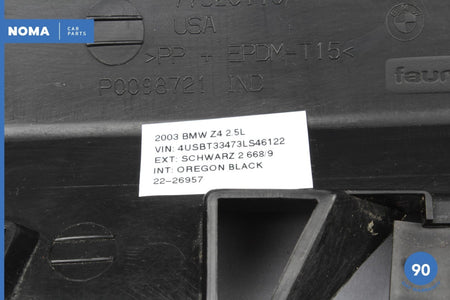 NOMA CAR PARTS
USA
>PP + EPDM-T15<
P0098721 IND
faur
2003 BMW Z4 2.5L
VIN: 4USBT33473LS46122
EXT: SCHWARZ 2 668/9
INT: OREGON BLACK
22-26957
90